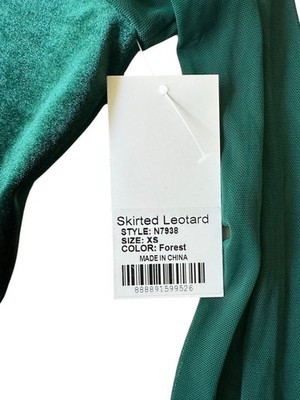 Skirted Leotard
STYLE: N7938
SIZE: XS
COLOR: Forest
MADE IN CHINA
888891599526